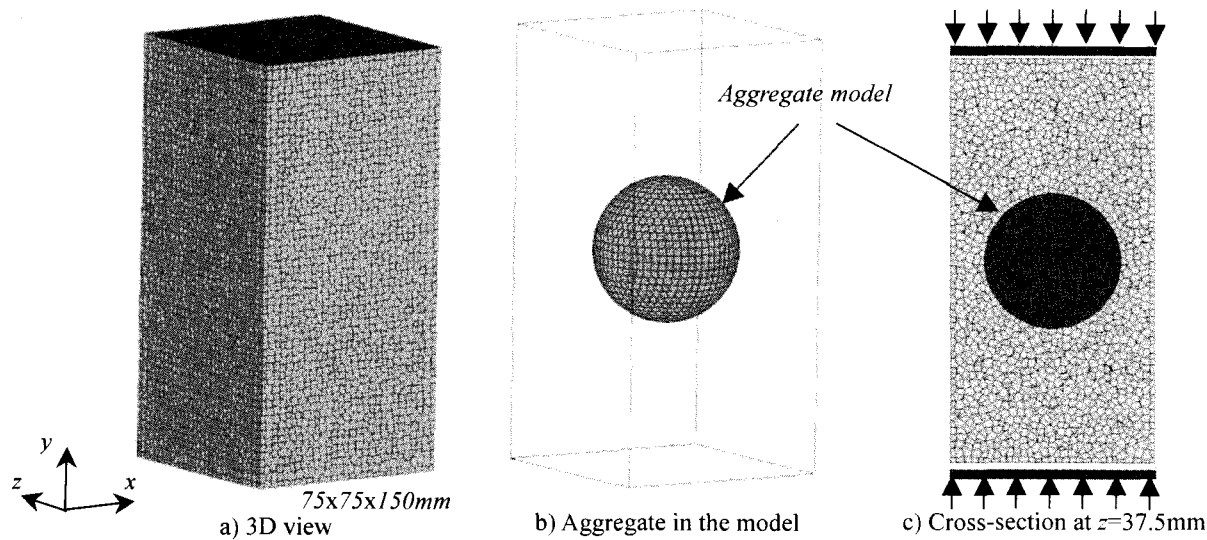 Aggregate model
y
z
x
75x75x150mm
a) 3D view
b) Aggregate in the model
c) Cross-section at z=37.5mm